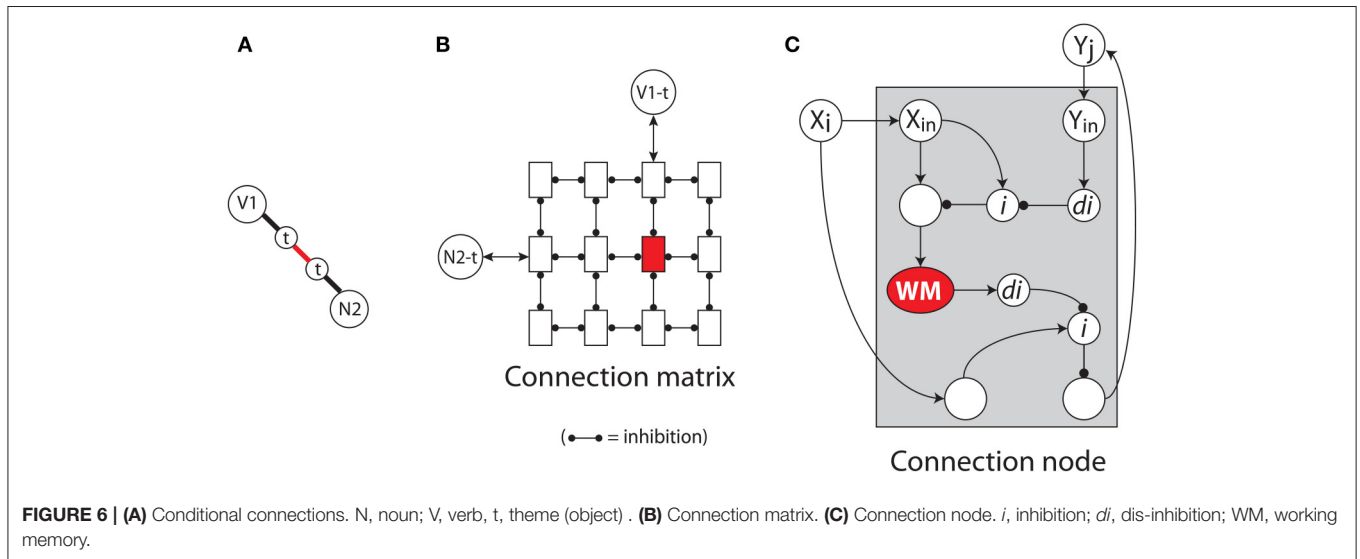 A
B
C
V1
t
t
N2
V1-t
N2-t
Connection matrix
(●—● = inhibition)
Yj
Xi
Xin
Yin
i
di
WM
di
i
Connection node
FIGURE 6 | (A) Conditional connections. N, noun; V, verb, t, theme (object) . (B) Connection matrix. (C) Connection node. i, inhibition; di, dis-inhibition; WM, working
memory.